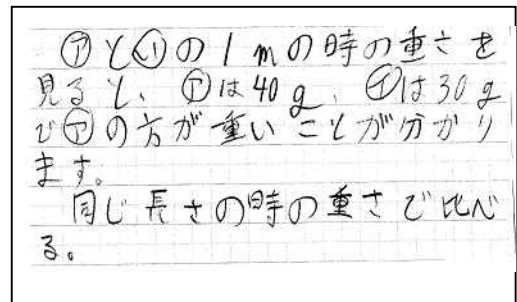 ㋐と㋑の1mの時の重さを
見ると、㋐は40g、㋑は30g
で㋐の方が重いことが分かり
ます。
同じ長さの時の重さで比べ
る。